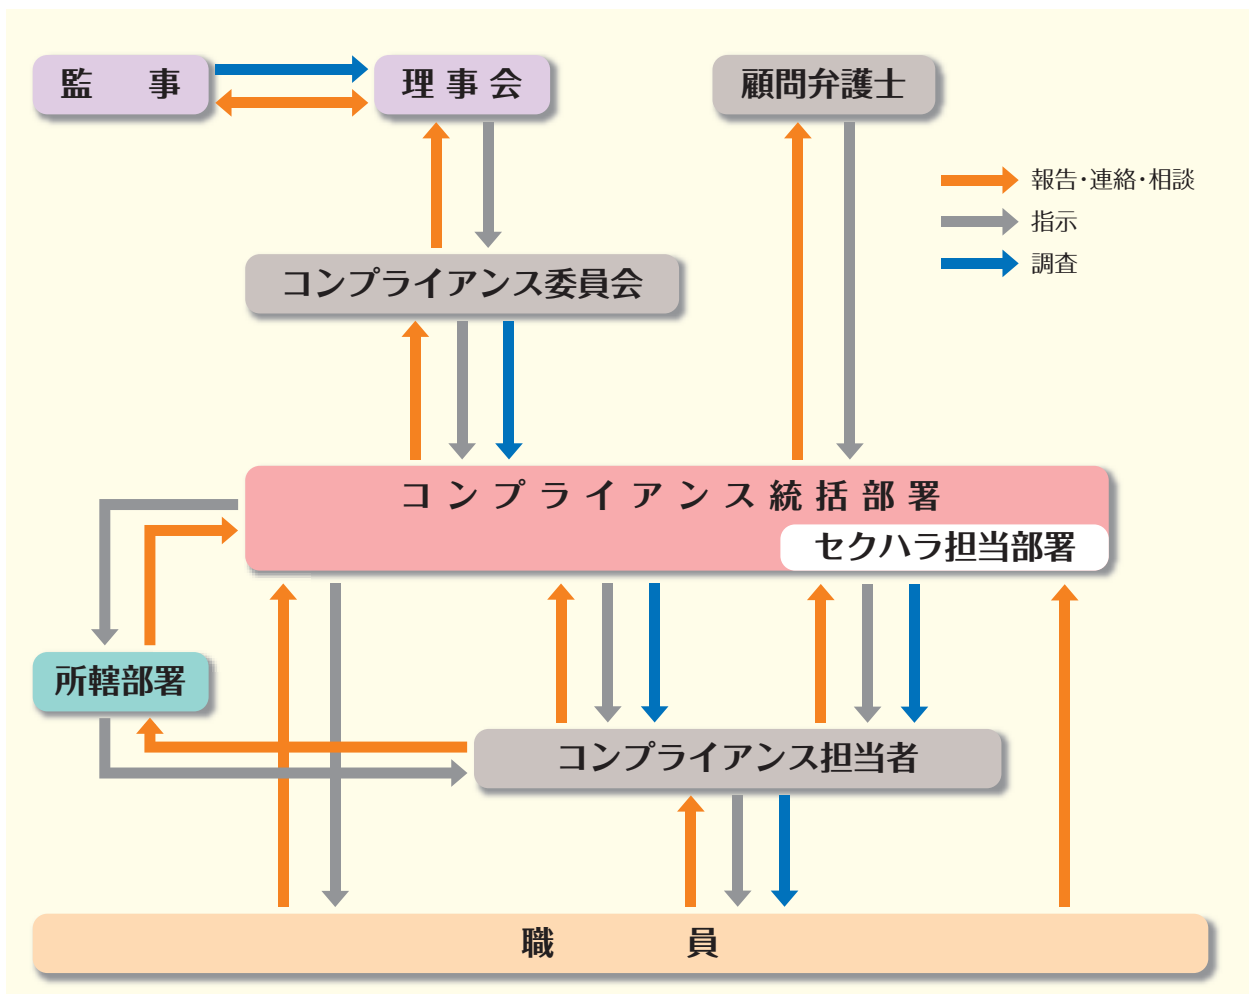 監　事
理事会
顧問弁護士
報告・連絡・相談
指示
調査
コンプライアンス委員会
コンプライアンス統括部署
セクハラ担当部署
所轄部署
コンプライアンス担当者
職　員